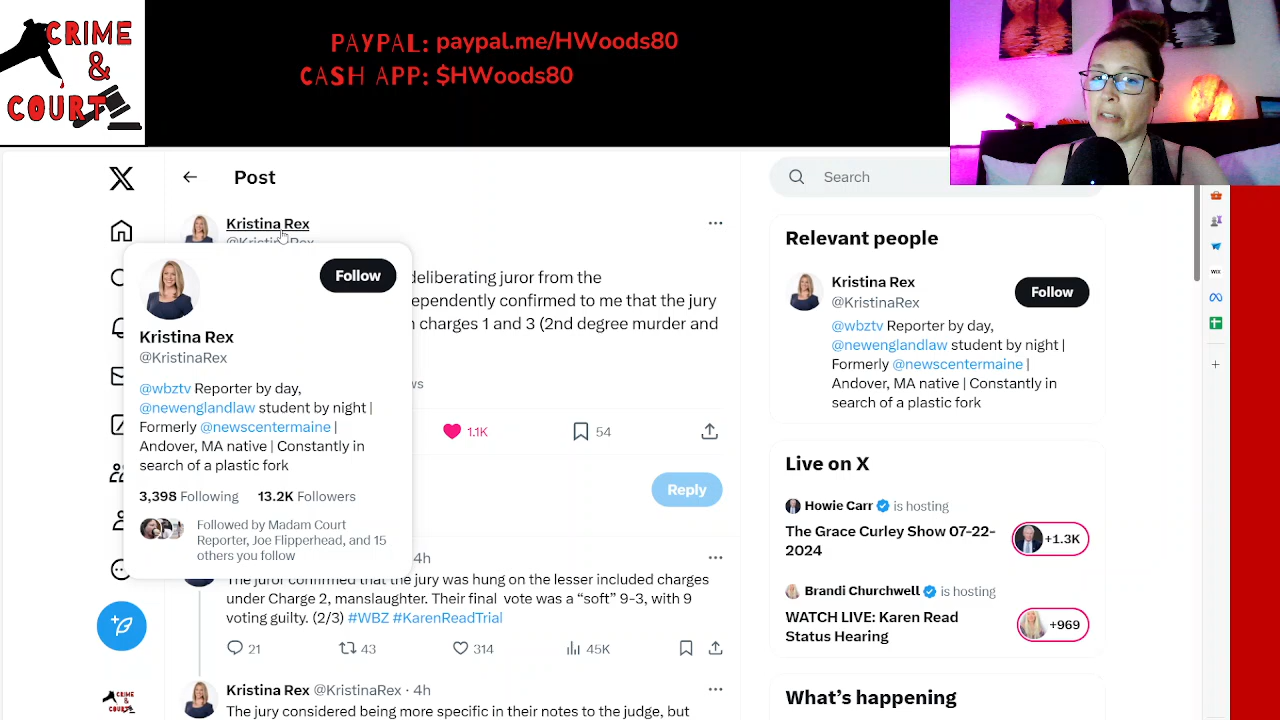 CRIME
&
COURT
PAYPAL: paypal.me/HWoods80
CASH APP: $HWoods80
Post
Search
Kristina Rex
Follow
Kristina Rex
@KristinaRex
@wbztv Reporter by day,
@newenglandlaw student by night |
Formerly @newscentermaine |
Andover, MA native | Constantly in
search of a plastic fork
3,398 Following 13.2K Followers
Followed by Madam Court
Reporter, Joe Flipperhead, and 15
others you follow
deliberating juror from the
ependently confirmed to me that the jury
charges 1 and 3 (2nd degree murder and
1.1K
54
Reply
4h
The juror confirmed that the jury was hung on the lesser included charges
under Charge 2, manslaughter. Their final vote was a “soft” 9-3, with 9
voting guilty. (2/3) #WBZ #KarenReadTrial
21 43 314 45K
Kristina Rex @KristinaRex · 4h
The jury considered being more specific in their notes to the judge, but
Relevant people
Kristina Rex
@KristinaRex
Follow
@wbztv Reporter by day,
@newenglandlaw student by night |
Formerly @newscentermaine |
Andover, MA native | Constantly in
search of a plastic fork
Live on X
Howie Carr is hosting
The Grace Curley Show 07-22-
2024
+1.3K
Brandi Churchwell is hosting
WATCH LIVE: Karen Read
Status Hearing
+969
What’s happening
WIX
CRIME
&
COURT